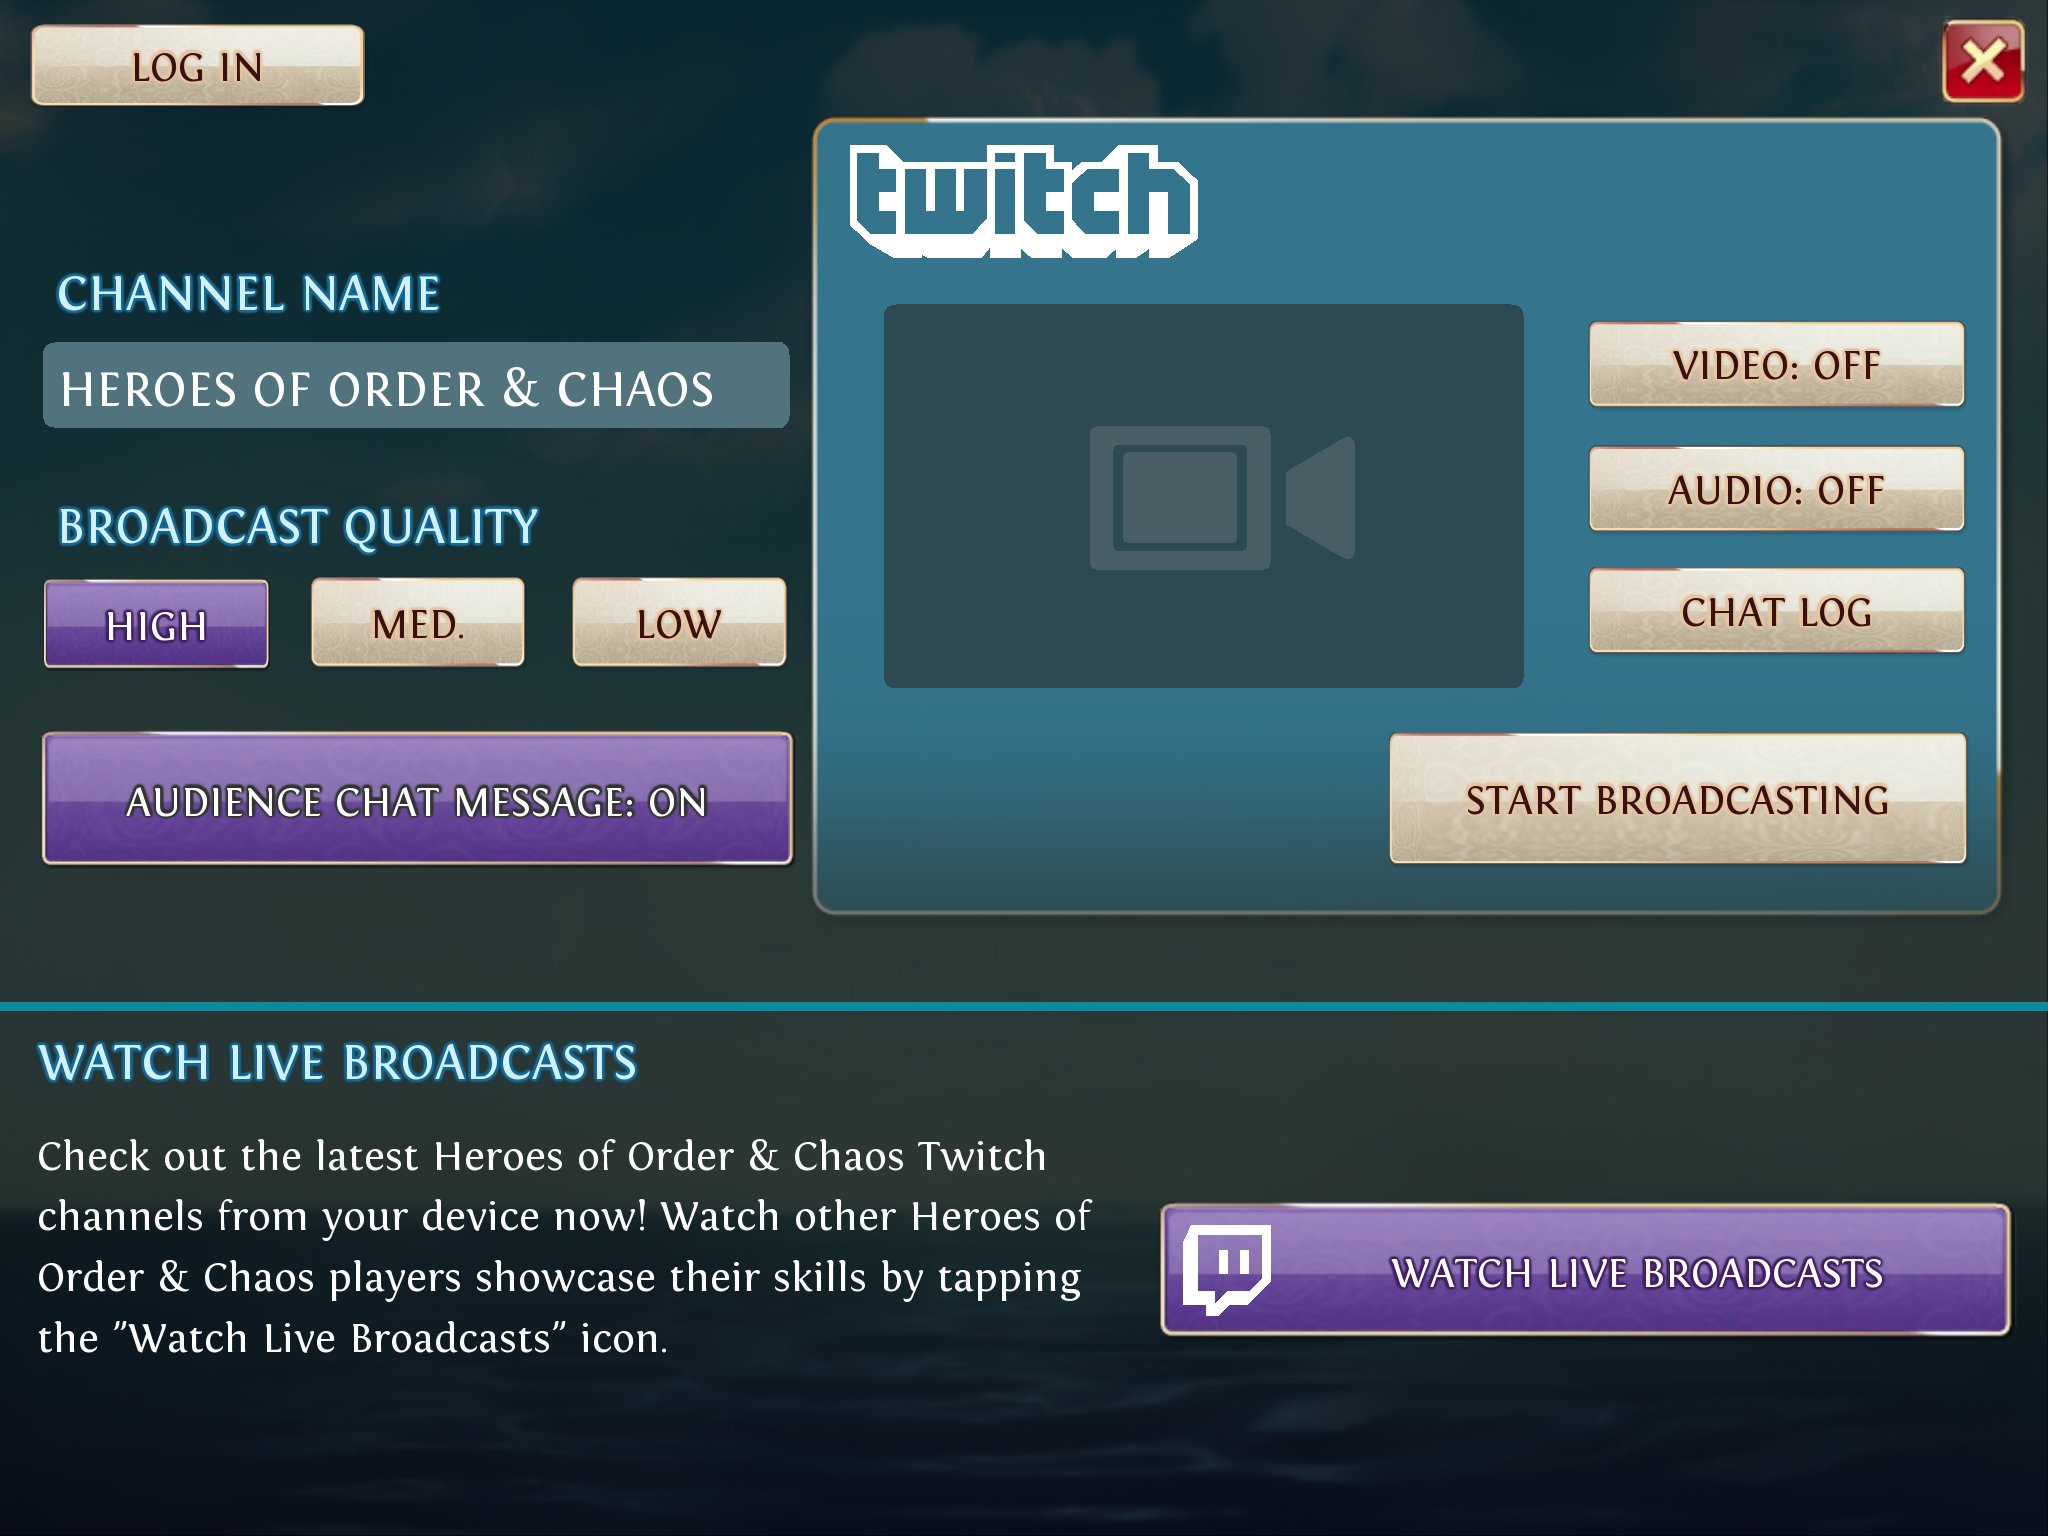 LOG IN
CHANNEL NAME
HEROES OF ORDER & CHAOS
BROADCAST QUALITY
HIGH
MED.
LOW
AUDIENCE CHAT MESSAGE: ON
twitch
VIDEO: OFF
AUDIO: OFF
CHAT LOG
START BROADCASTING
WATCH LIVE BROADCASTS
Check out the latest Heroes of Order & Chaos Twitch
channels from your device now! Watch other Heroes of
Order & Chaos players showcase their skills by tapping
the "Watch Live Broadcasts" icon.
WATCH LIVE BROADCASTS